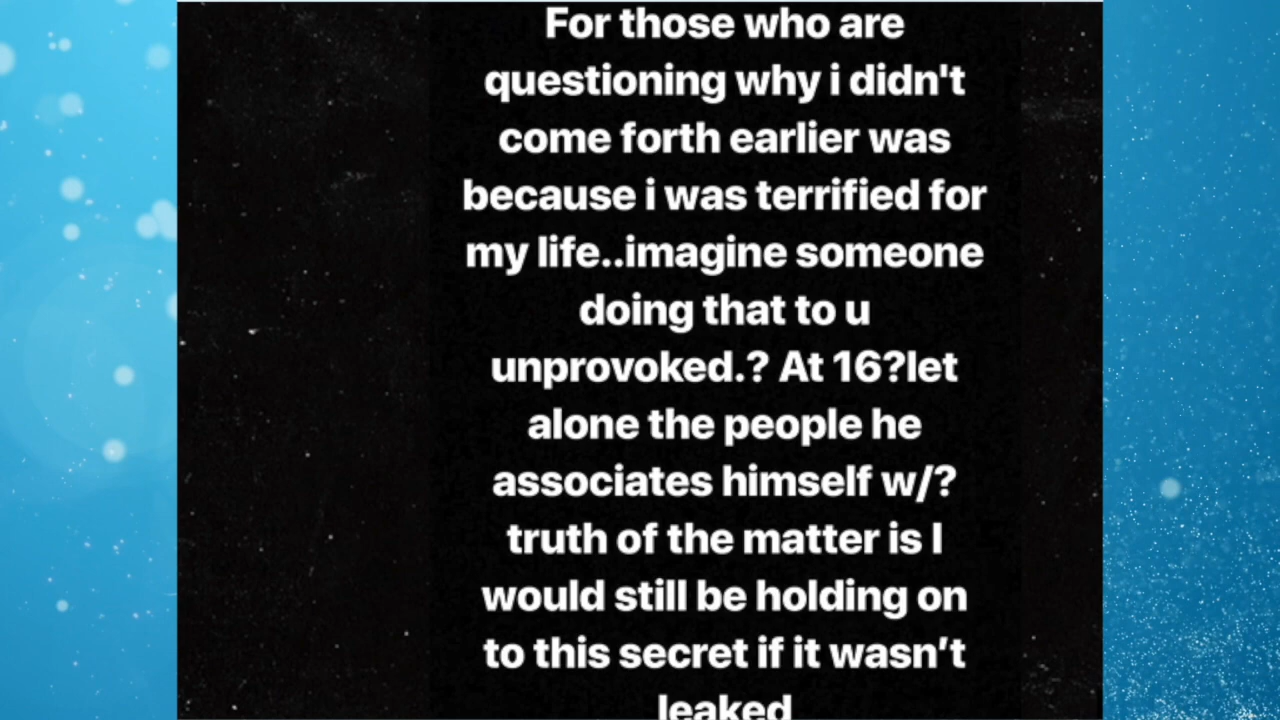 For those who are
questioning why i didn't
come forth earlier was
because i was terrified for
my life..imagine someone
doing that to u
unprovoked.? At 16?let
alone the people he
associates himself w/?
truth of the matter is I
would still be holding on
to this secret if it wasn’t
leaked